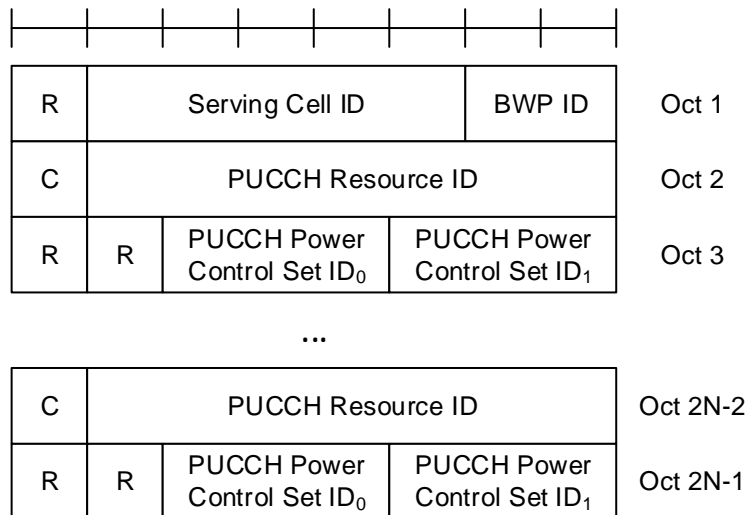 R Serving Cell ID BWP ID Oct 1
C PUCCH Resource ID Oct 2
R R PUCCH Power Control Set ID₀ PUCCH Power Control Set ID₁ Oct 3
...
C PUCCH Resource ID Oct 2N-2
R R PUCCH Power Control Set ID₀ PUCCH Power Control Set ID₁ Oct 2N-1